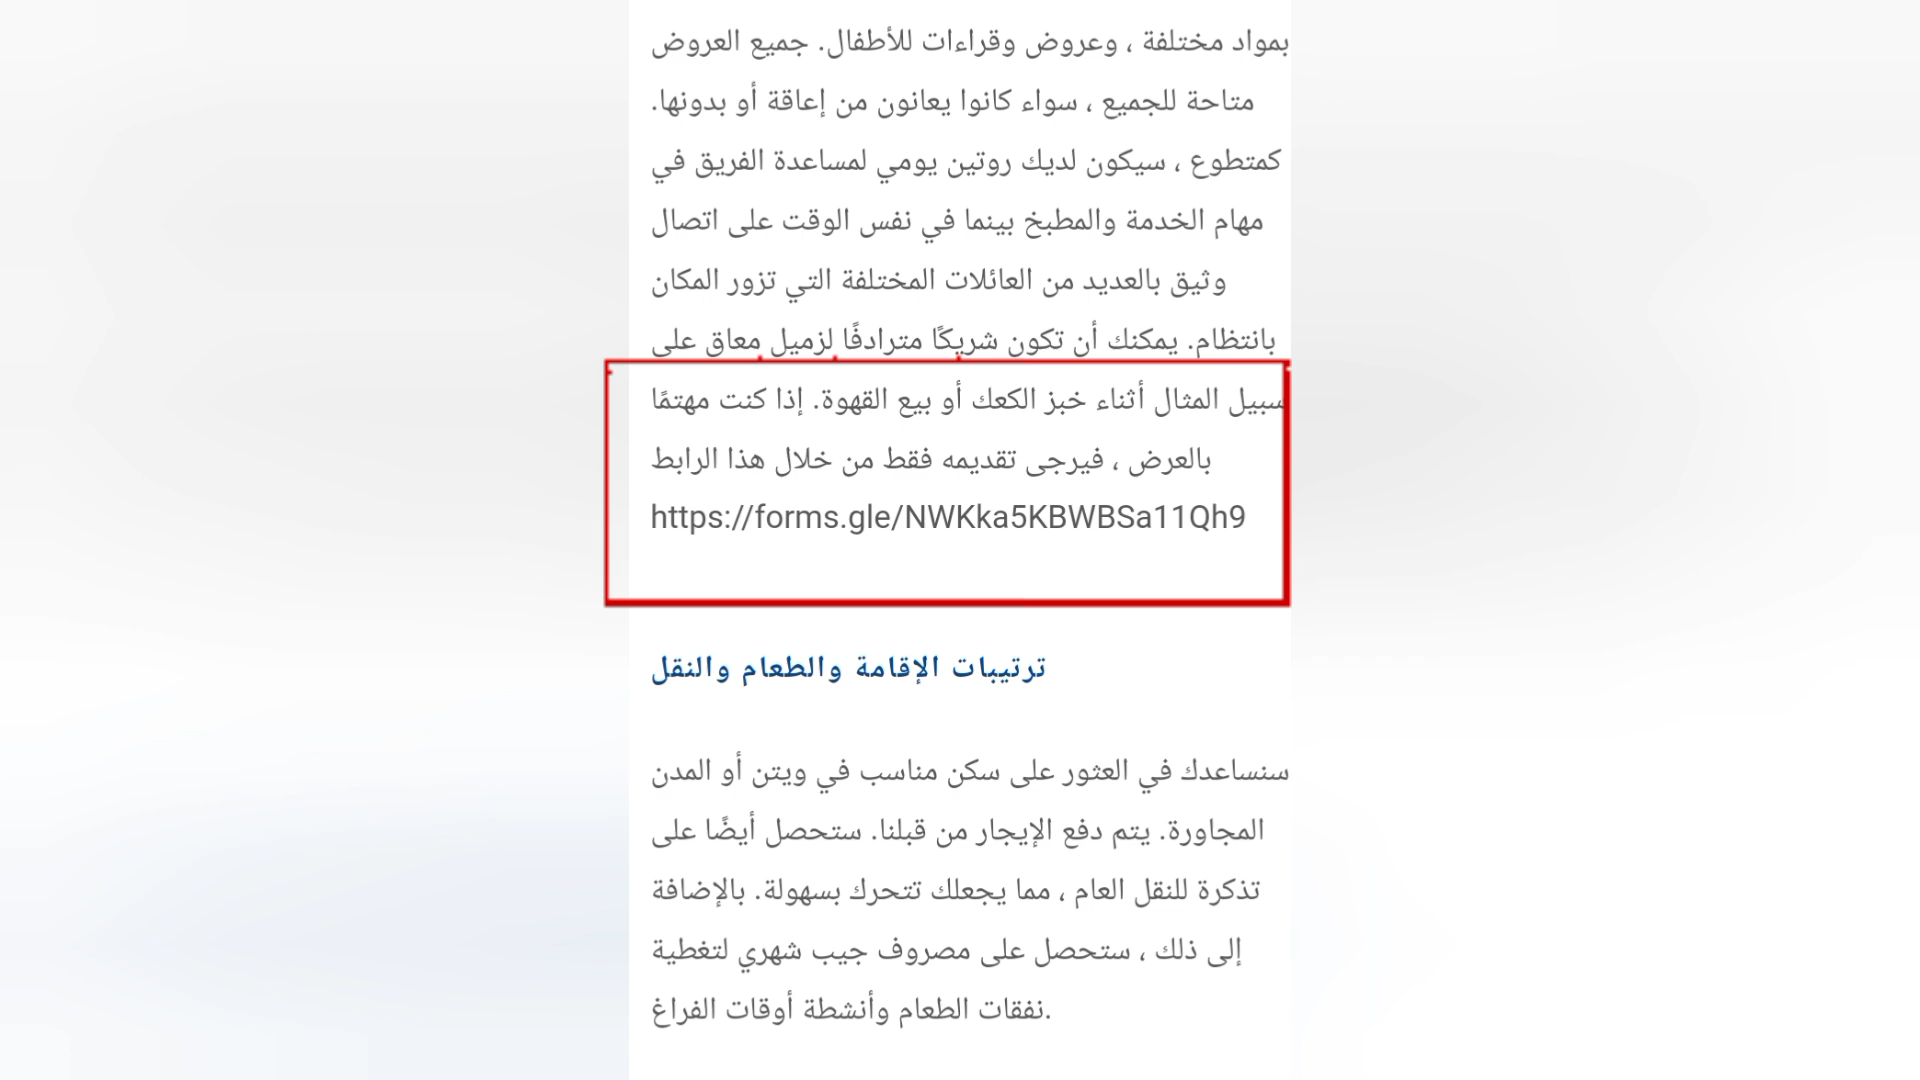 بمواد مختلفة ، وعروض وقراءات للأطفال. جميع العروض
متاحة للجميع ، سواء كانوا يعانون من إعاقة أو بدونها.
كمتطوع ، سيكون لديك روتين يومي لمساعدة الفريق في
مهام الخدمة والمطبخ بينما في نفس الوقت على اتصال
وثيق بالعديد من العائلات المختلفة التي تزور المكان
بانتظام. يمكنك أن تكون شريكًا مترادفًا لزميل معاق على
سبيل المثال أثناء خبز الكعك أو بيع القهوة. إذا كنت مهتمًا
بالعرض ، فيرجى تقديمه فقط من خلال هذا الرابط
https://forms.gle/NWKka5KBWBSa11Qh9
ترتيبات الإقامة والطعام والنقل
سنساعدك في العثور على سكن مناسب في ويتن أو المدن
المجاورة. يتم دفع الإيجار من قبلنا. ستحصل أيضًا على
تذكرة للنقل العام ، مما يجعلك تتحرك بسهولة. بالإضافة
إلى ذلك ، ستحصل على مصروف جيب شهري لتغطية
نفقات الطعام وأنشطة أوقات الفراغ.